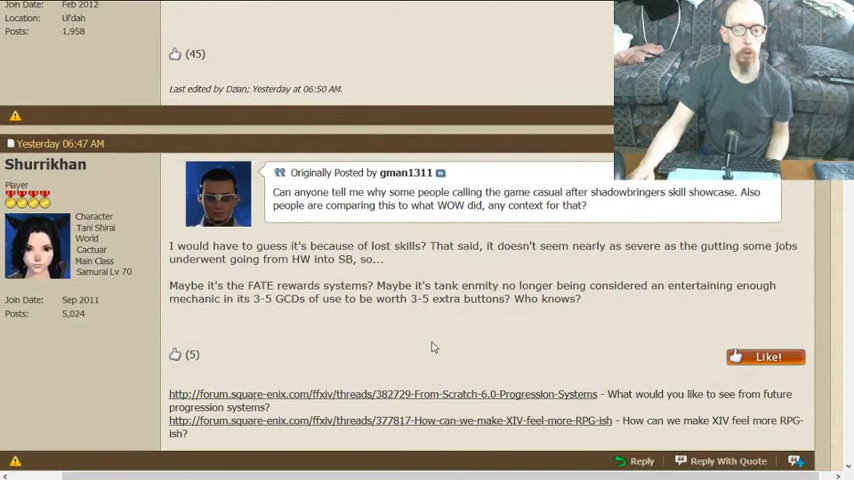 Join Date: Feb 2012
Location: Ul'dah
Posts: 1,958
(45)
Last edited by Dzian; Yesterday at 06:50 AM.
Yesterday 06:47 AM
Shurrikhan
Player
Character
Tani Shirai
World
Cactuar
Main Class
Samurai Lv 70
Join Date: Sep 2011
Posts: 5,024
Originally Posted by gman1311
Can anyone tell me why some people calling the game casual after shadowbringers skill showcase. Also
people are comparing this to what WOW did, any context for that?
I would have to guess it's because of lost skills? That said, it doesn't seem nearly as severe as the gutting some jobs
underwent going from HW into SB, so...
Maybe it's the FATE rewards systems? Maybe it's tank enmity no longer being considered an entertaining enough
mechanic in its 3-5 GCDs of use to be worth 3-5 extra buttons? Who knows?
(5)
Like!
http://forum.square-enix.com/ffxiv/threads/382729-From-Scratch-6.0-Progression-Systems - What would you like to see from future
progression systems?
http://forum.square-enix.com/ffxiv/threads/377817-How-can-we-make-XIV-feel-more-RPG-ish - How can we make XIV feel more RPG-
ish?
Reply
Reply With Quote